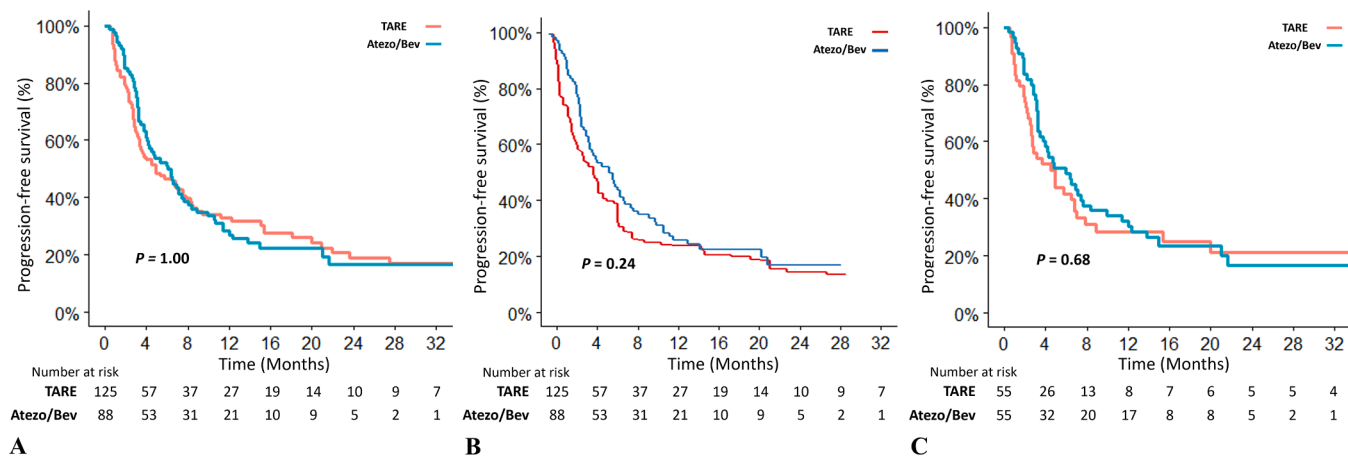 TARE
Atezo/Bev
100%
80%
60%
40%
20%
0%
Progression-free survival (%)
P = 1.00
0 4 8 12 16 20 24 28 32
Time (Months)
Number at risk
TARE 125 57 37 27 19 14 10 9 7
Atezo/Bev 88 53 31 21 10 9 5 2 1
A
TARE
Atezo/Bev
100%
80%
60%
40%
20%
0%
Progression-free survival (%)
P = 0.24
0 4 8 12 16 20 24 28 32
Time (Months)
Number at risk
TARE 125 57 37 27 19 14 10 9 7
Atezo/Bev 88 53 31 21 10 9 5 2 1
B
TARE
Atezo/Bev
100%
80%
60%
40%
20%
0%
Progression-free survival (%)
P = 0.68
0 4 8 12 16 20 24 28 32
Time (Months)
Number at risk
TARE 55 26 13 8 7 6 5 5 4
Atezo/Bev 55 32 20 17 8 8 5 2 1
C